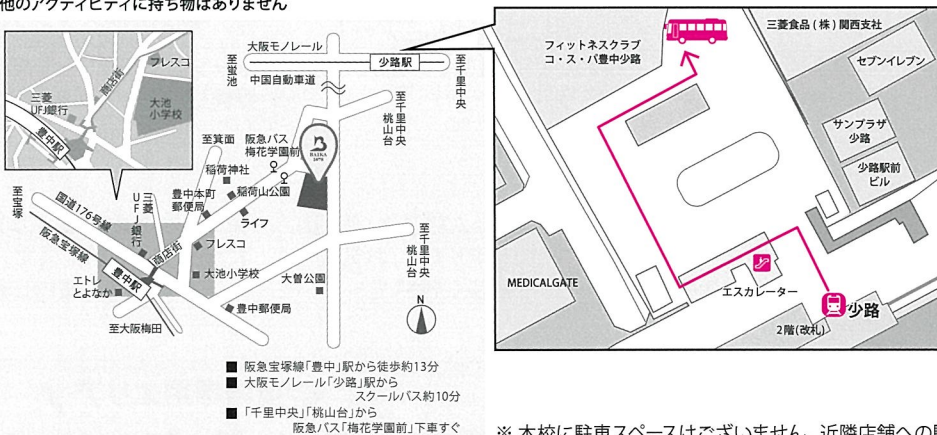 他のアクティビティに持ち物はありません
フレスコ
商店街
三菱
UFJ銀行
大池
小学校
豊中駅
大阪モノレール
至蛍池
少路駅
至千里中央
中国自動車道
至千里中央
桃山台
至箕面
阪急バス
梅花学園前
BAIKA
1878
稲荷神社
豊中本町
郵便局
稲荷山公園
ライフ
至宝塚
国道176号線
三菱
UFJ銀行
阪急宝塚線
商店街
フレスコ
至千里中央
桃山台
豊中駅
エトレ
とよなか
大池小学校
大曽公園
豊中郵便局
至大阪梅田
N
■ 阪急宝塚線「豊中」駅から徒歩約13分
■ 大阪モノレール「少路」駅から
スクールバス約10分
■ 「千里中央」「桃山台」から
阪急バス「梅花学園前」下車すぐ
フィットネスクラブ
コ・ス・パ豊中少路
三菱食品(株)関西支社
セブンイレブン
サンプラザ
少路
少路駅前
ビル
MEDICALGATE
エスカレーター
少路
2階(改札)
※ 本校に駐車スペースはございません。近隣店舗への